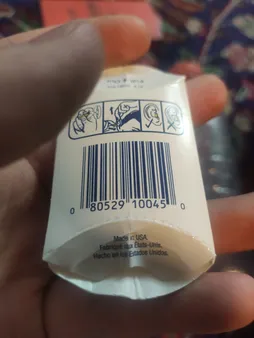 0 80529 10045 0
Made in USA.
Fabriqué aux États-Unis.
Hecho en los Estados Unidos.